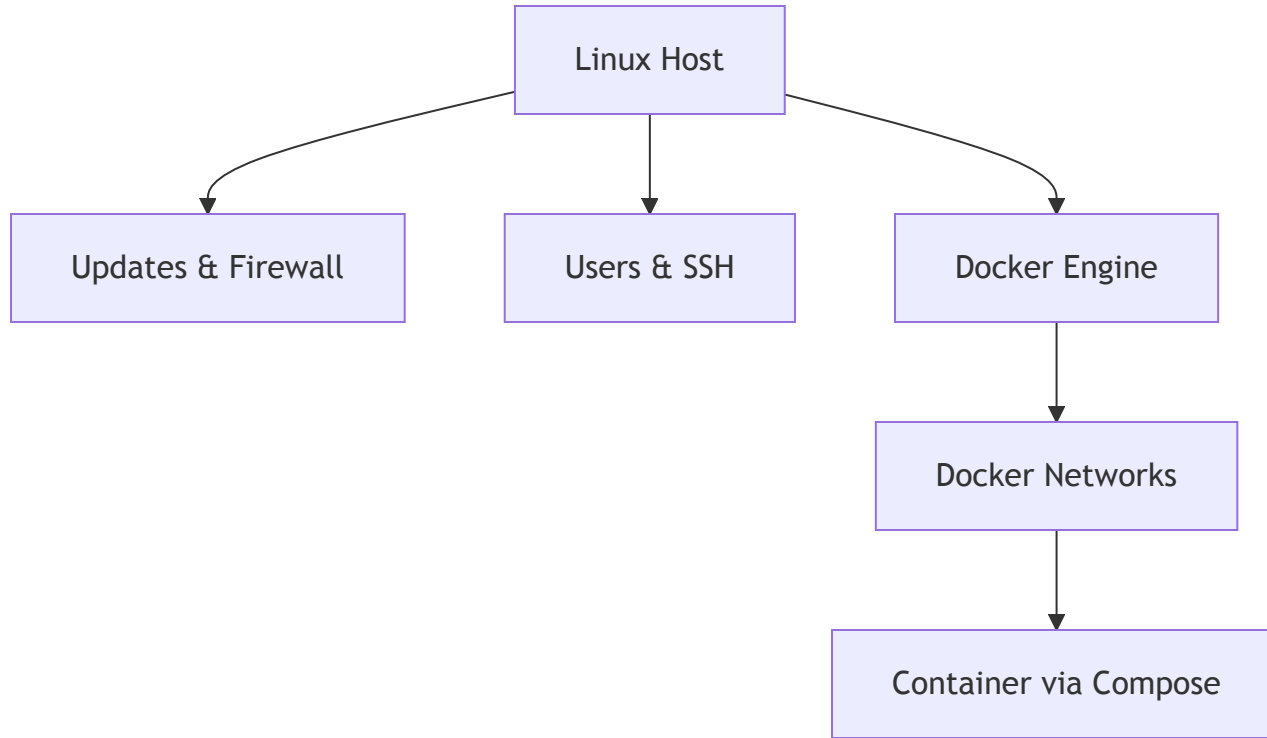 Linux Host
Updates & Firewall
Users & SSH
Docker Engine
Docker Networks
Container via Compose